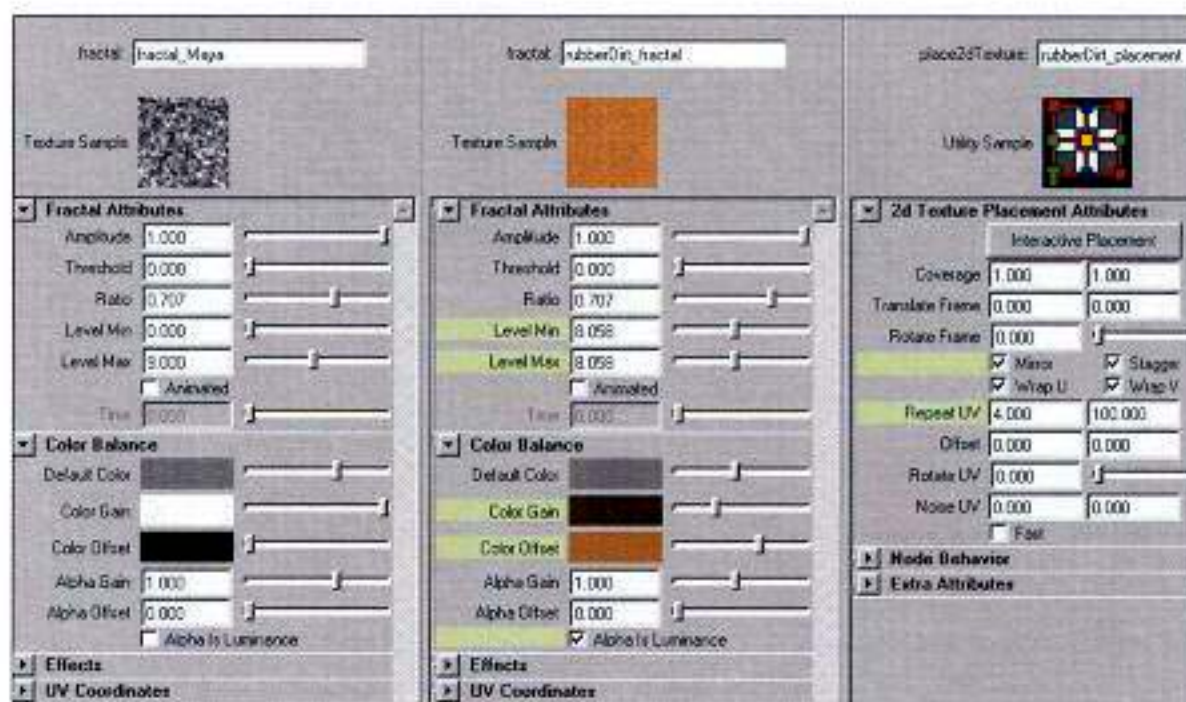 fractal: fractal_Maya
Texture Sample
Fractal Attributes
Amplitude 1.000
Threshold 0.000
Ratio 0.707
Level Min 0.000
Level Max 9.000
Animated
Time 0.000
Color Balance
Default Color
Color Gain
Color Offset
Alpha Gain 1.000
Alpha Offset 0.000
Alpha Is Luminance
Effects
UV Coordinates
fractal: rubberDirt_fractal
Texture Sample
Fractal Attributes
Amplitude 1.000
Threshold 0.000
Ratio 0.707
Level Min 8.058
Level Max 8.058
Animated
Time 0.000
Color Balance
Default Color
Color Gain
Color Offset
Alpha Gain 1.000
Alpha Offset 0.000
Alpha Is Luminance
Effects
UV Coordinates
place2dTexture: rubberDirt_placement
Utility Sample
2d Texture Placement Attributes
Interactive Placement
Coverage 1.000 1.000
Translate Frame 0.000 0.000
Rotate Frame 0.000
Mirror Stagger
Wrap U Wrap V
Repeat UV 4.000 100.000
Offset 0.000 0.000
Rotate UV 0.000
Noise UV 0.000 0.000
Fast
Node Behavior
Extra Attributes